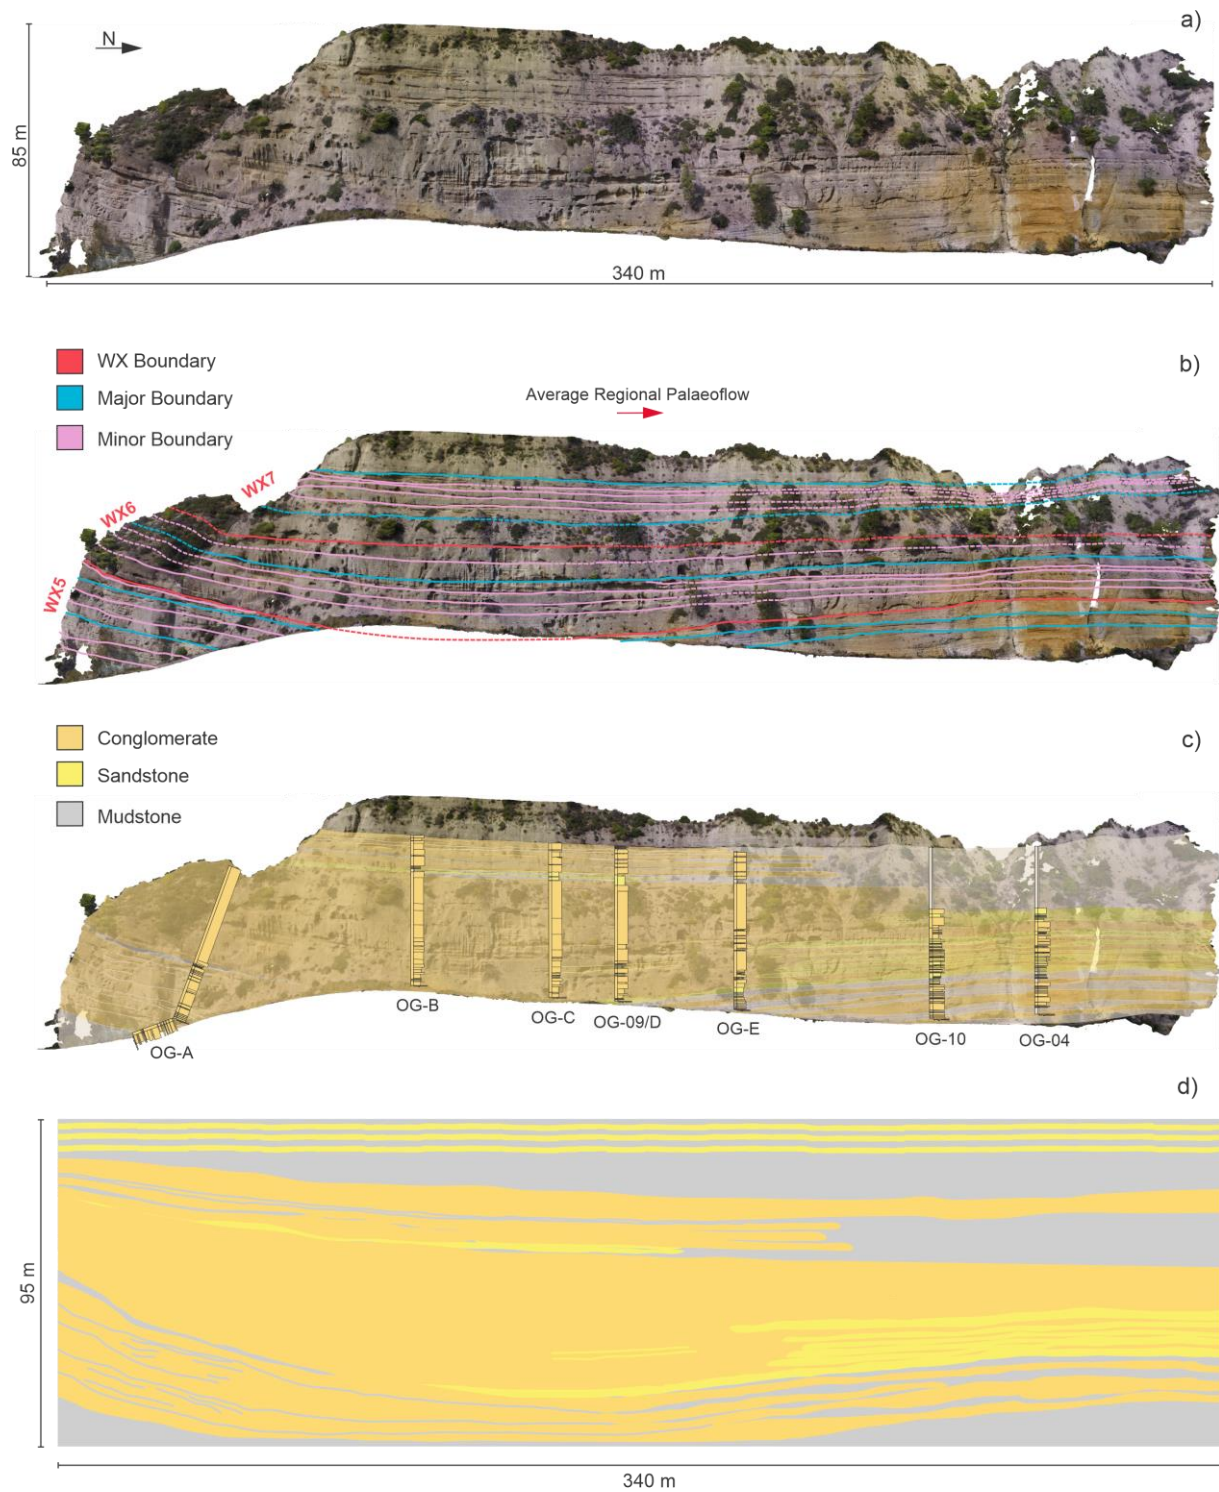 a)
N
85 m
340 m
b)
WX Boundary
Major Boundary
Minor Boundary
Average Regional Palaeoflow
WX7
WX6
WX5
c)
Conglomerate
Sandstone
Mudstone
OG-A
OG-B
OG-C
OG-09/D
OG-E
OG-10
OG-04
d)
95 m
340 m